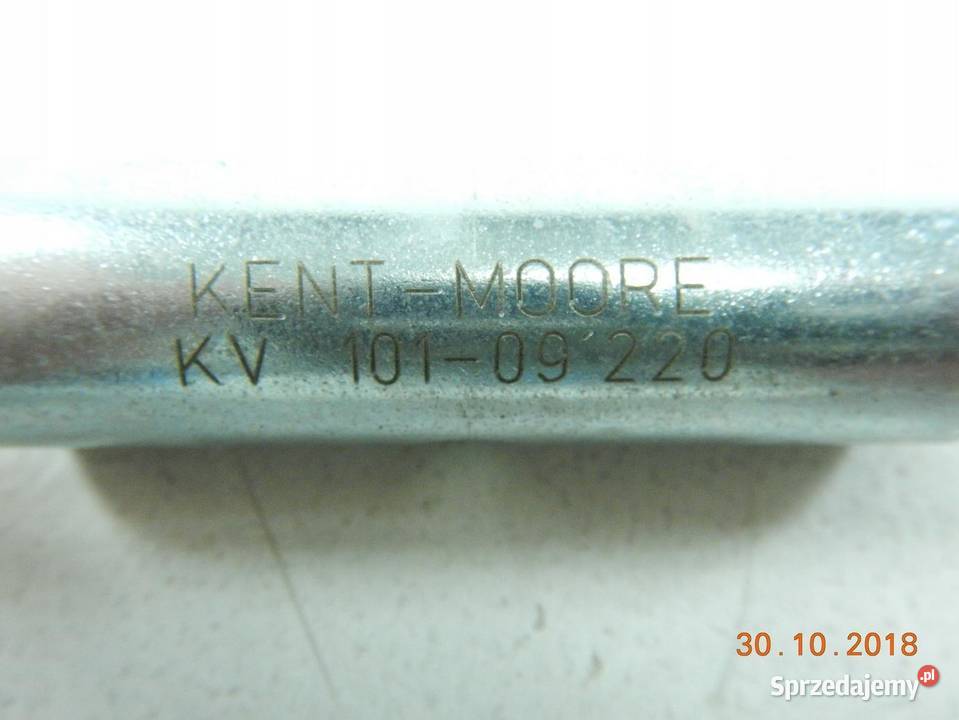 KENT-MOORE
KV 101-09'220
30.10.2018
Sprzedajemy.pl